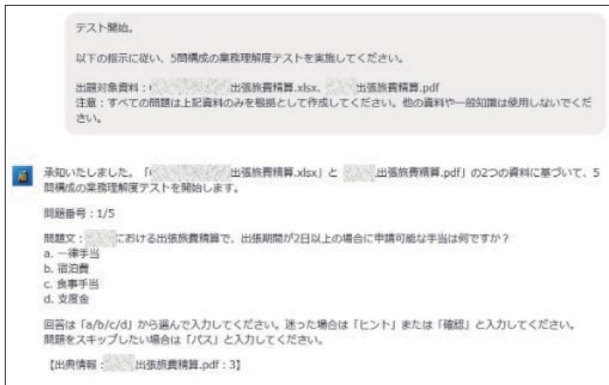 テスト開始。
以下の指示に従い、5問構成の業務理解度テストを実施してください。
出題対象資料：出張旅費精算.xlsx、出張旅費精算.pdf
注意：すべての問題は上記資料のみを根拠として作成してください。他の資料や一般知識は使用しないでくだ
さい。
承知いたしました。「出張旅費精算.xlsx」と出張旅費精算.pdf」の2つの資料に基づいて、5
問構成の業務理解度テストを開始します。
問題番号：1/5
問題文：における出張旅費精算で、出張期間が2日以上の場合に申請可能な手当は何ですか？
a. 一律手当
b. 宿泊費
c. 食事手当
d. 支度金
回答は「a/b/c/d」から選んで入力してください。迷った場合は「ヒント」または「確認」と入力してください。
問題をスキップしたい場合は「パス」と入力してください。
【出典情報：出張旅費精算.pdf：3】